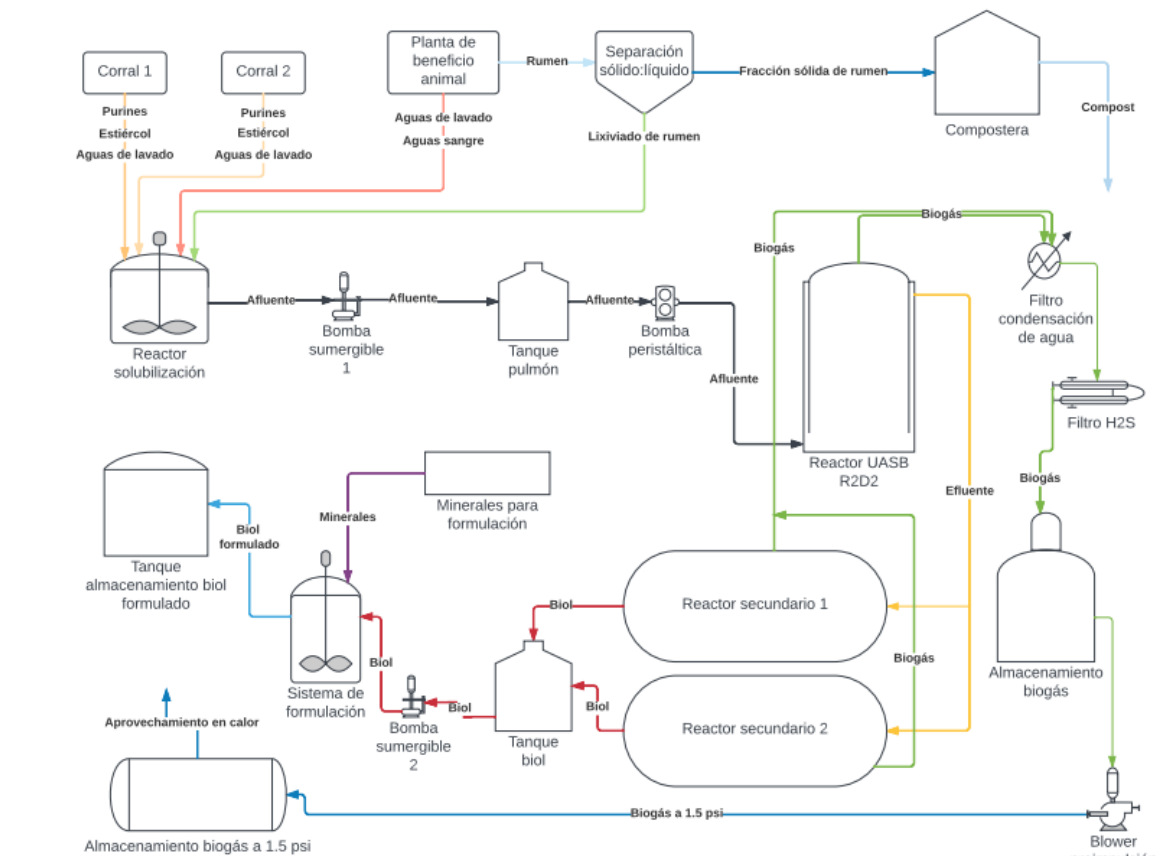 Corral 1
Corral 2
Planta de
beneficio
animal
Rumen
Separación
sólido:líquido
Fracción sólida de rumen
Compostera
Compost
Purines
Estiércol
Aguas de lavado
Purines
Estiércol
Aguas de lavado
Aguas de lavado
Aguas sangre
Lixiviado de rumen
Reactor
solubilización
Afluente
Bomba
sumergible
1
Afluente
Tanque
pulmón
Afluente
Bomba
peristáltica
Afluente
Biogás
Biogás
Reactor UASB
R2D2
Filtro
condensación
de agua
Filtro H2S
Biogás
Efluente
Almacenamiento
biogás
Minerales para
formulación
Minerales
Biol
formulado
Tanque
almacenamiento biol
formulado
Sistema de
formulación
Biol
Bomba
sumergible
2
Biol
Tanque
biol
Biol
Biol
Reactor secundario 1
Reactor secundario 2
Biogás
Aprovechamiento en calor
Almacenamiento biogás a 1.5 psi
Biogás a 1.5 psi
Blower